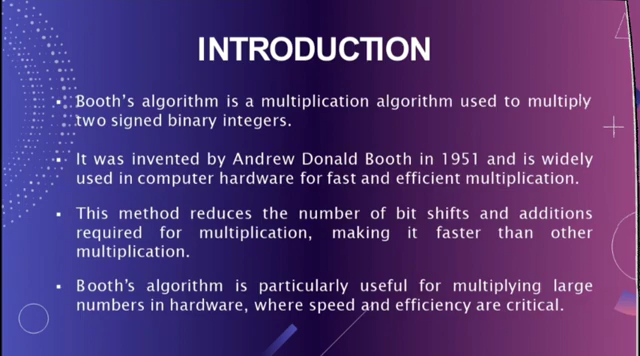 INTRODUCTION
▪ Booth's algorithm is a multiplication algorithm used to multiply
two signed binary integers.
▪ It was invented by Andrew Donald Booth in 1951 and is widely
used in computer hardware for fast and efficient multiplication.
▪ This method reduces the number of bit shifts and additions
required for multiplication, making it faster than other
multiplication.
▪ Booth's algorithm is particularly useful for multiplying large
numbers in hardware, where speed and efficiency are critical.